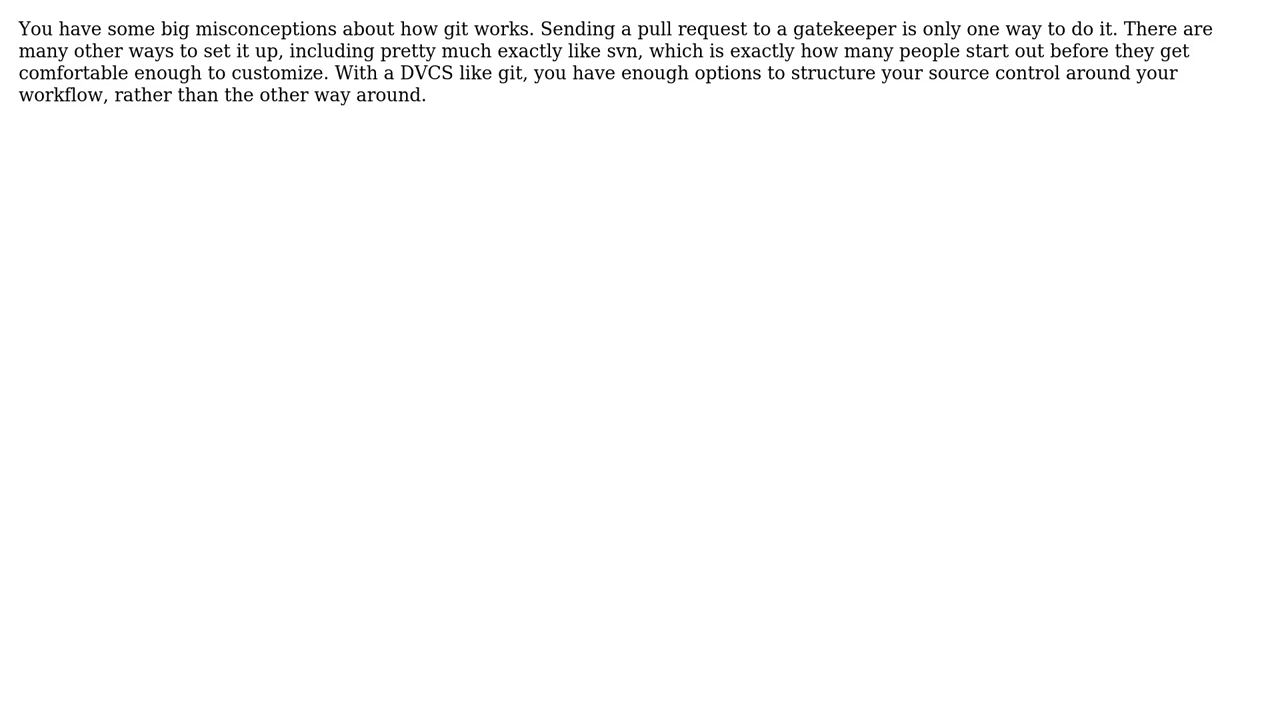 You have some big misconceptions about how git works. Sending a pull request to a gatekeeper is only one way to do it. There are
many other ways to set it up, including pretty much exactly like svn, which is exactly how many people start out before they get
comfortable enough to customize. With a DVCS like git, you have enough options to structure your source control around your
workflow, rather than the other way around.